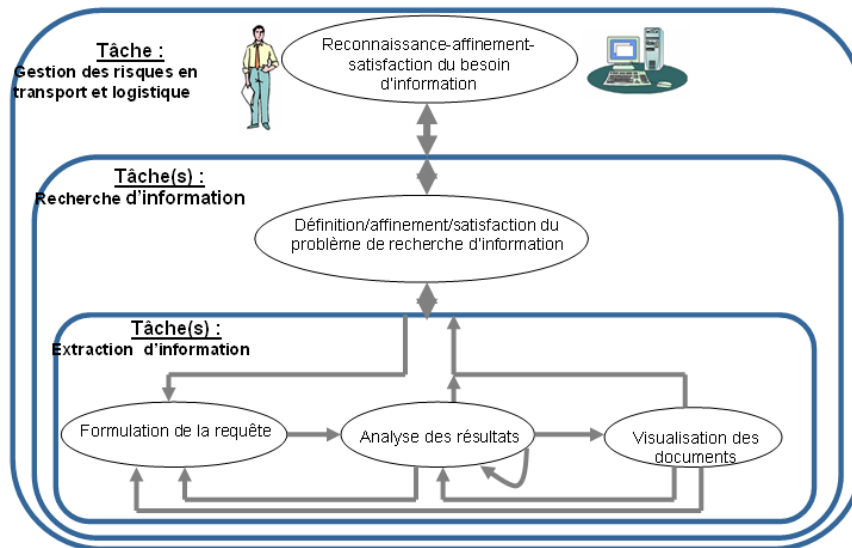 Tâche :
Gestion des risques en
transport et logistique
Reconnaissance-affinement-
satisfaction du besoin
d'information
Tâche(s) :
Recherche d'information
Définition/affinement/satisfaction du
problème de recherche d'information
Tâche(s) :
Extraction d'information
Formulation de la requête
Analyse des résultats
Visualisation des
documents